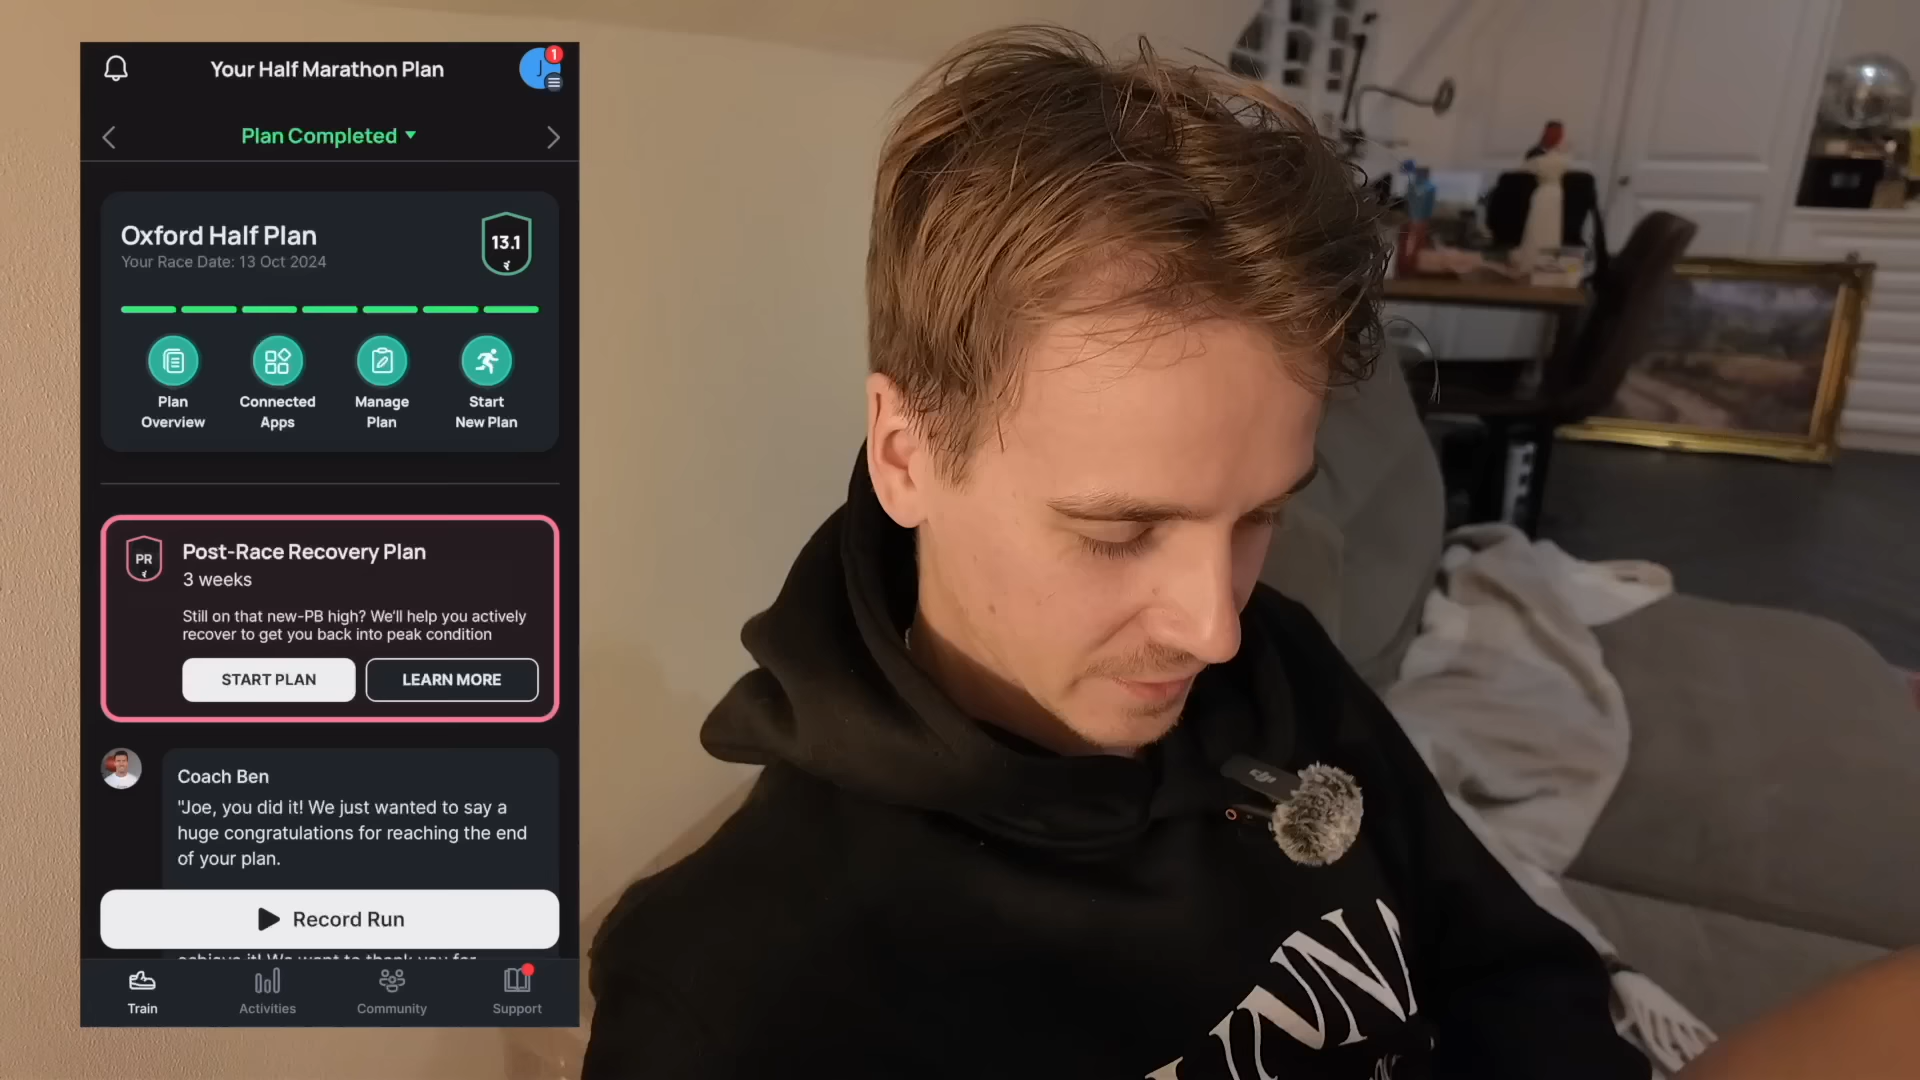 1
J
Your Half Marathon Plan
Plan Completed
Oxford Half Plan
Your Race Date: 13 Oct 2024
13.1
Plan Overview
Connected Apps
Manage Plan
Start New Plan
PR
Post-Race Recovery Plan
3 weeks
Still on that new-PB high? We'll help you actively
recover to get you back into peak condition
START PLAN
LEARN MORE
Coach Ben
"Joe, you did it! We just wanted to say a
huge congratulations for reaching the end
of your plan.
Record Run
Train
Activities
Community
Support
dji